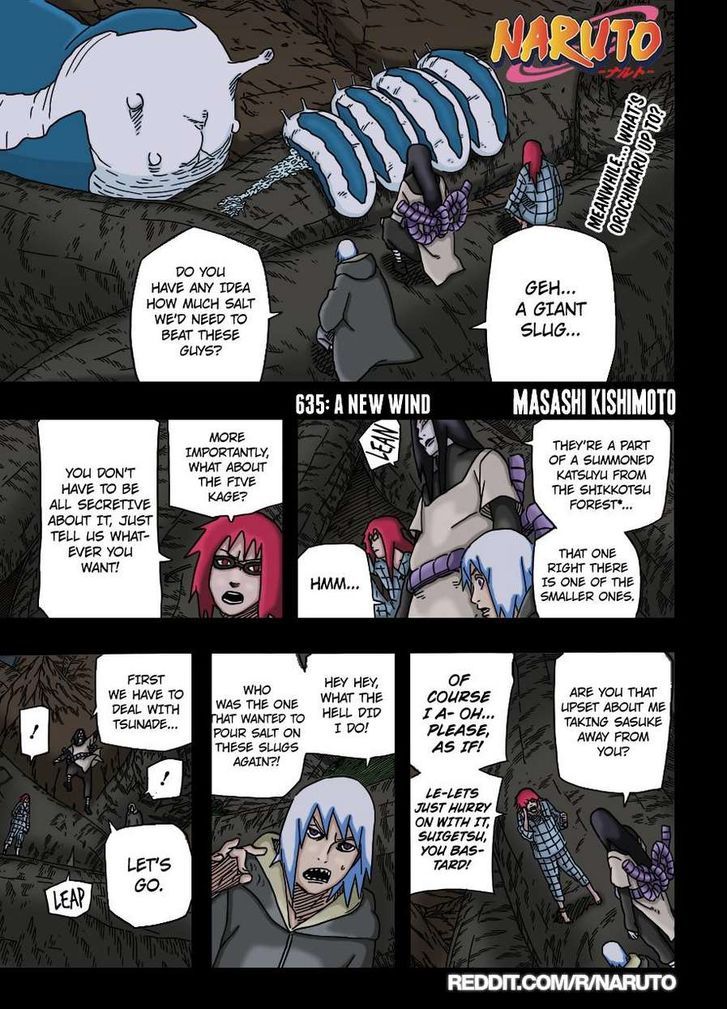 NARUTO
-ナルト-
MEANWHILE... WHAT'S
OROCHIMARU UP TO?
GEH...
A GIANT
SLUG...
DO YOU
HAVE ANY IDEA
HOW MUCH SALT
WE'D NEED TO
BEAT THESE
GUYS?
635: A NEW WIND
MASASHI KISHIMOTO
THEY'RE A PART
OF A SUMMONED
KATSUYU FROM
THE SHIKKOTSU
FOREST*...
THAT ONE
RIGHT THERE
IS ONE OF THE
SMALLER ONES.
LEAN
HMM...
MORE
IMPORTANTLY,
WHAT ABOUT
THE FIVE
KAGE?
YOU DON'T
HAVE TO BE
ALL SECRETIVE
ABOUT IT, JUST
TELL US WHAT-
EVER YOU
WANT!
ARE YOU THAT
UPSET ABOUT ME
TAKING SASUKE
AWAY FROM
YOU?
OF
COURSE
I A- OH...
PLEASE,
AS IF!
LE-LETS
JUST HURRY
ON WITH IT,
SUIGETSU,
YOU BAS-
TARD!
HEY HEY,
WHAT THE
HELL DID
I DO!
WHO
WAS THE ONE
THAT WANTED TO
POUR SALT ON
THESE SLUGS
AGAIN?!
FIRST
WE HAVE TO
DEAL WITH
TSUNADE...
!
!
LET'S
GO.
LEAP
REDDIT.COM/R/NARUTO